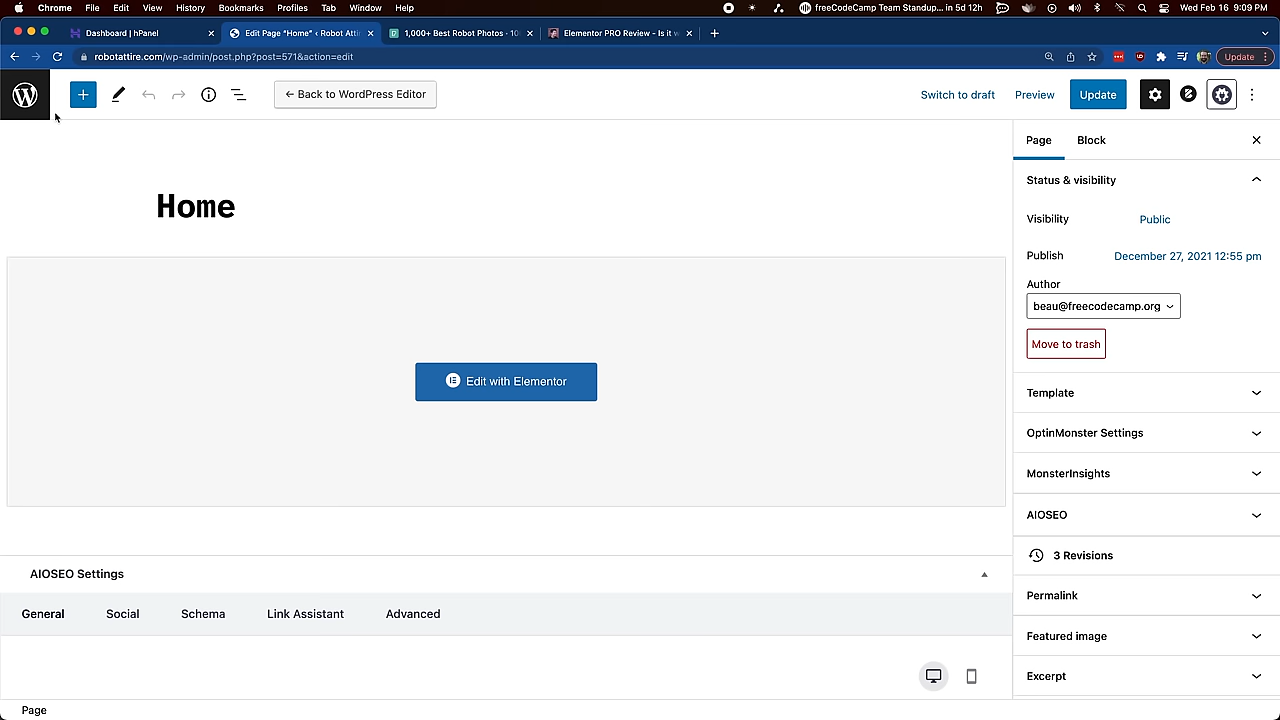 Chrome File Edit View History Bookmarks Profiles Tab Window Help freeCodeCamp Team Standup... in 5d 12h Wed Feb 16 9:09 PM
Dashboard | hPanel Edit Page "Home" ‹ Robot Attir 1,000+ Best Robot Photos · 10 Elementor PRO Review - Is it w
robotattire.com/wp-admin/post.php?post=571&action=edit Update
← Back to WordPress Editor Switch to draft Preview Update
Page Block
Status & visibility
Home
Visibility Public
Publish December 27, 2021 12:55 pm
Author
beau@freecodecamp.org
Move to trash
Edit with Elementor
Template
OptinMonster Settings
MonsterInsights
AIOSEO
3 Revisions
AIOSEO Settings
Permalink
General Social Schema Link Assistant Advanced
Featured image
Excerpt
Page